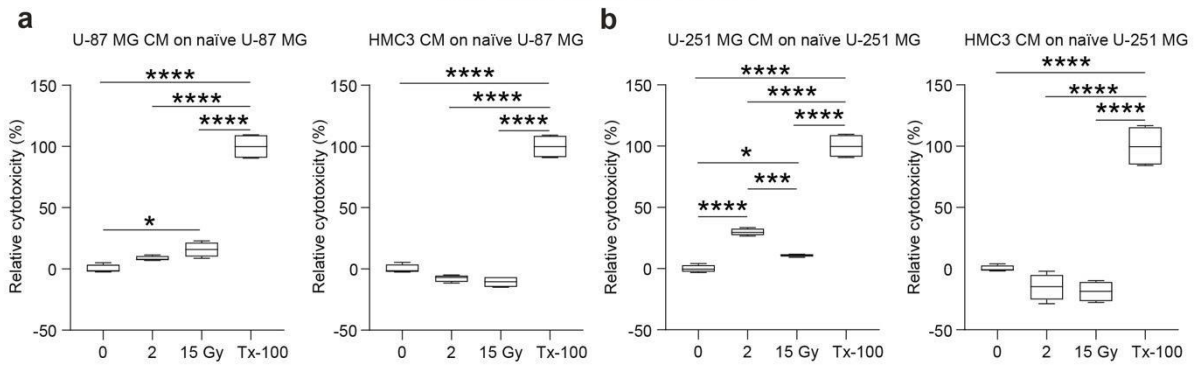 a
U-87 MG CM on naïve U-87 MG
Relative cytotoxicity (%)
150
100
50
0
-50
****
****
****
*
0 2 15 Gy Tx-100
HMC3 CM on naïve U-87 MG
Relative cytotoxicity (%)
150
100
50
0
-50
****
****
****
0 2 15 Gy Tx-100
b
U-251 MG CM on naïve U-251 MG
Relative cytotoxicity (%)
150
100
50
0
-50
****
****
****
*
***
****
0 2 15 Gy Tx-100
HMC3 CM on naïve U-251 MG
Relative cytotoxicity (%)
150
100
50
0
-50
****
****
****
0 2 15 Gy Tx-100